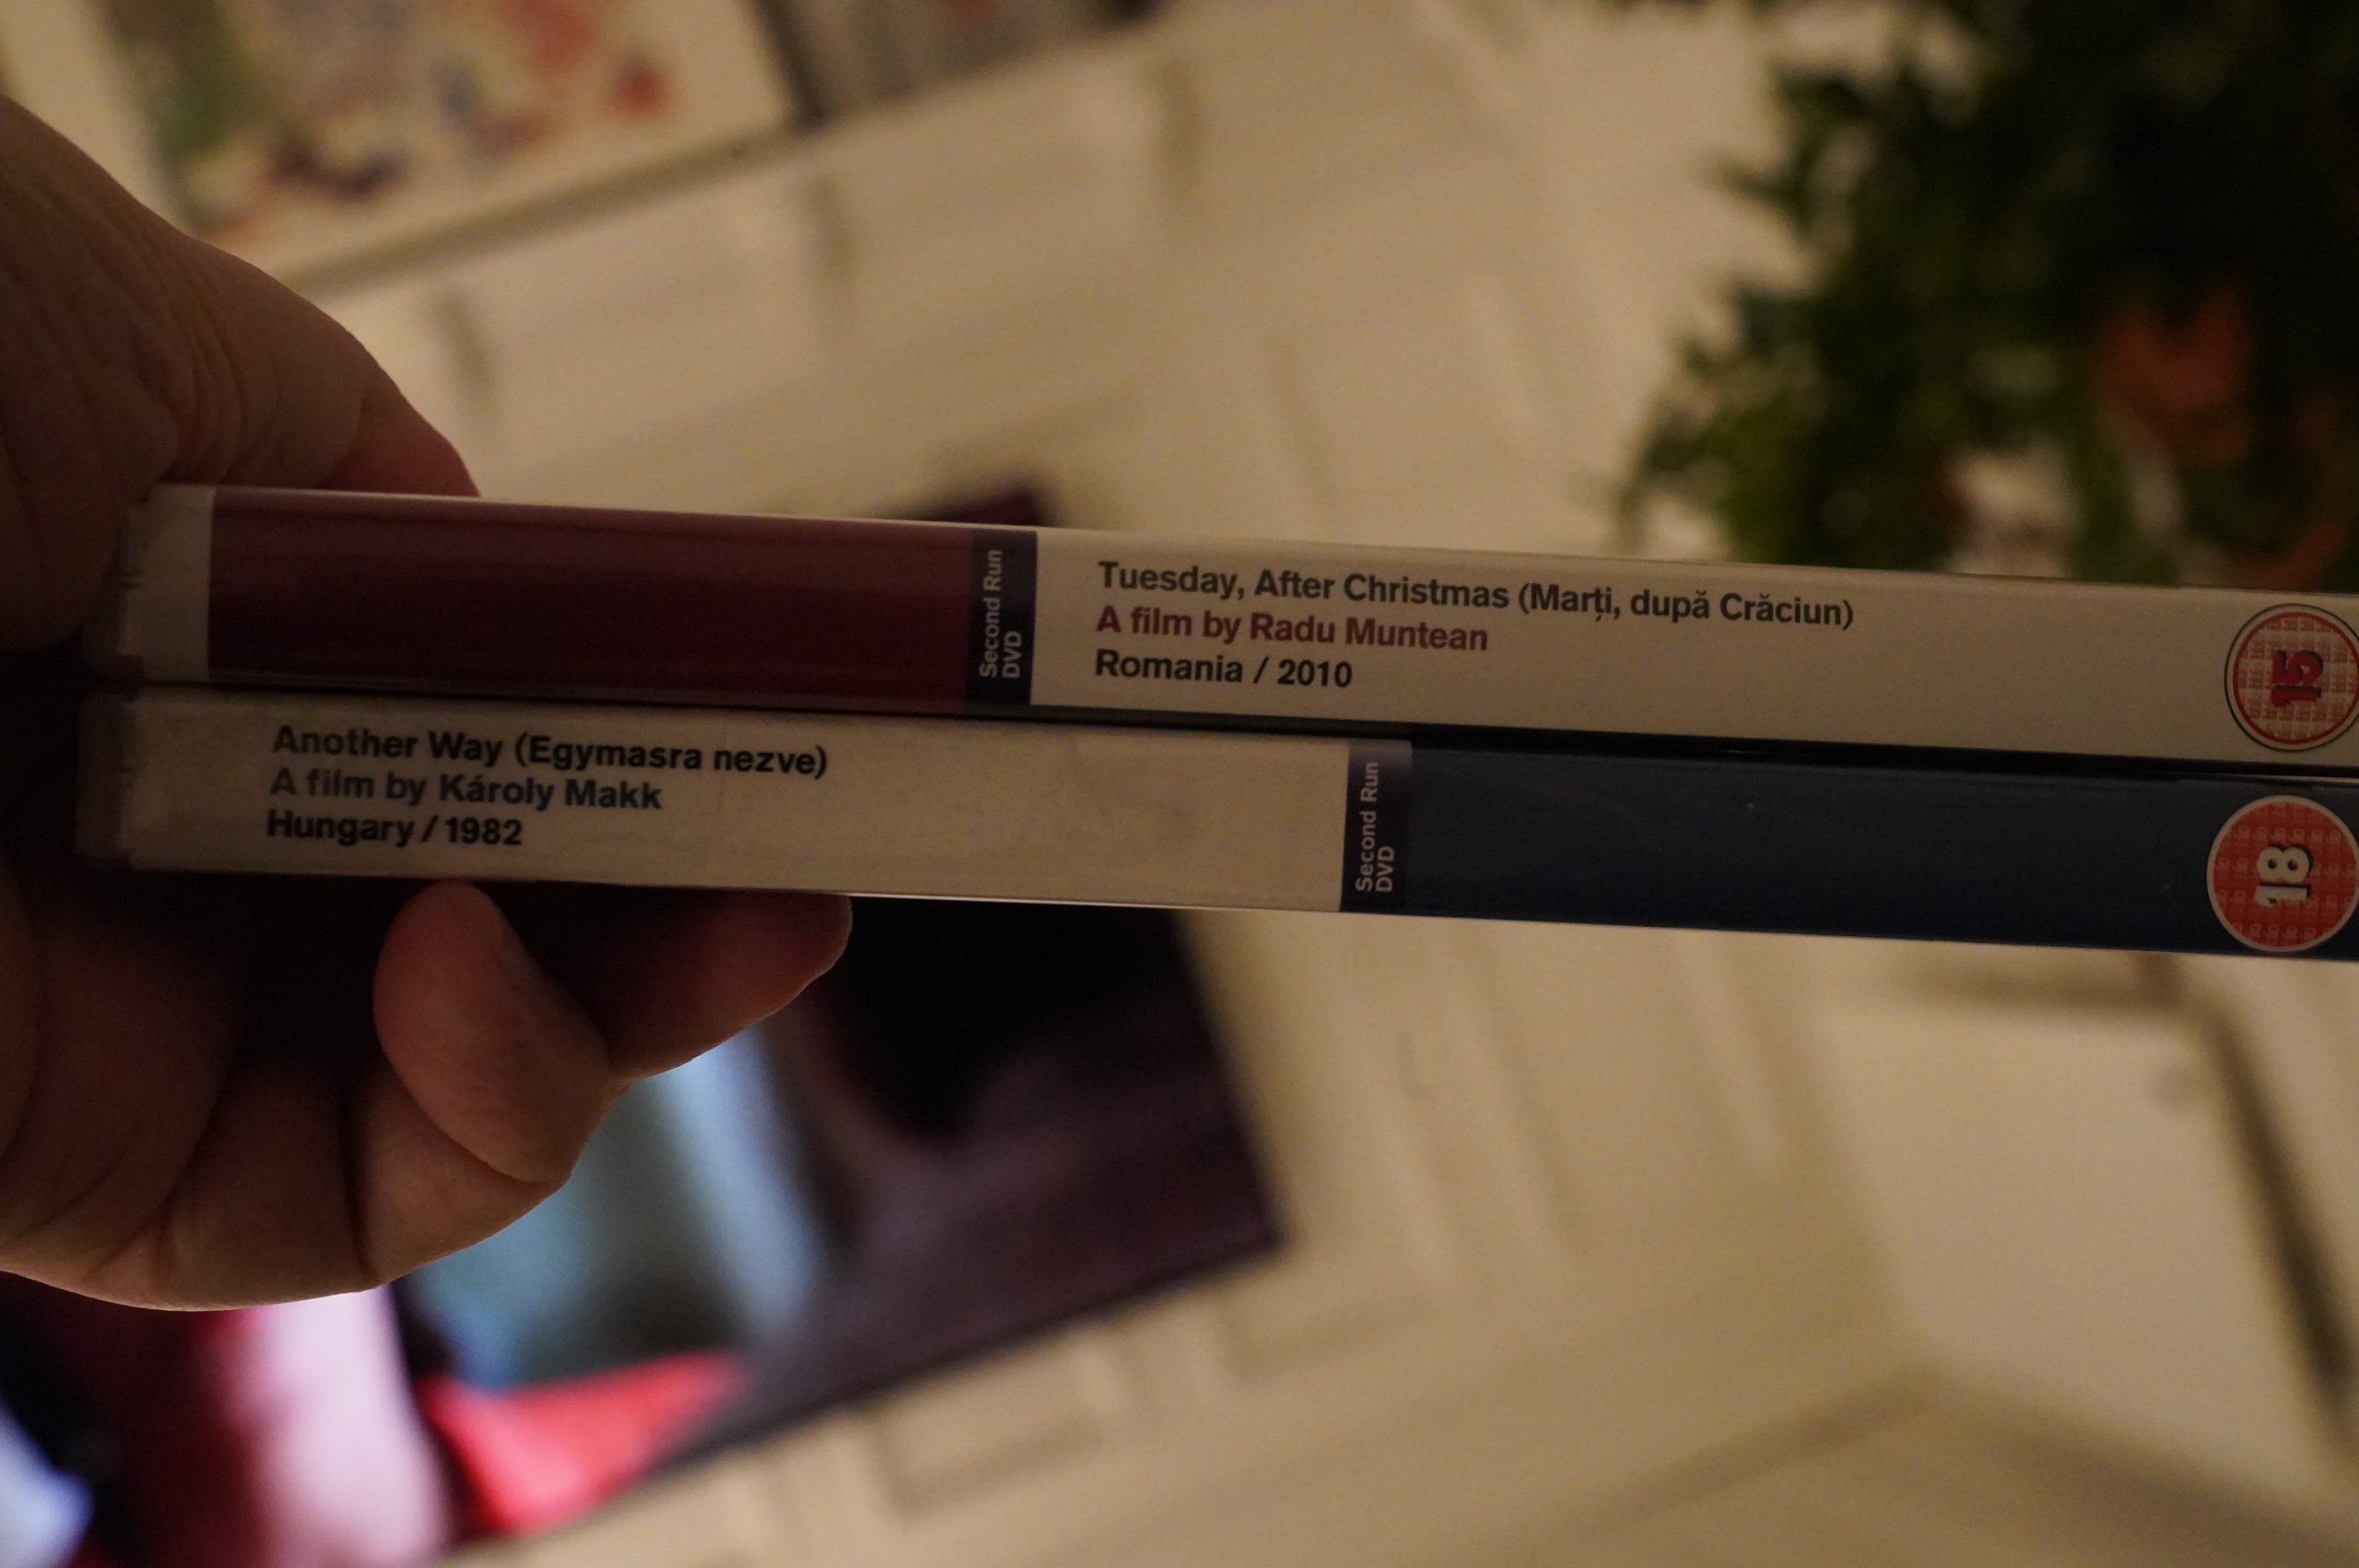 Second Run
DVD
Tuesday, After Christmas (Marți, după Crăciun)
A film by Radu Muntean
Romania / 2010
15
Another Way (Egymasra nezve)
A film by Károly Makk
Hungary / 1982
Second Run
DVD
18